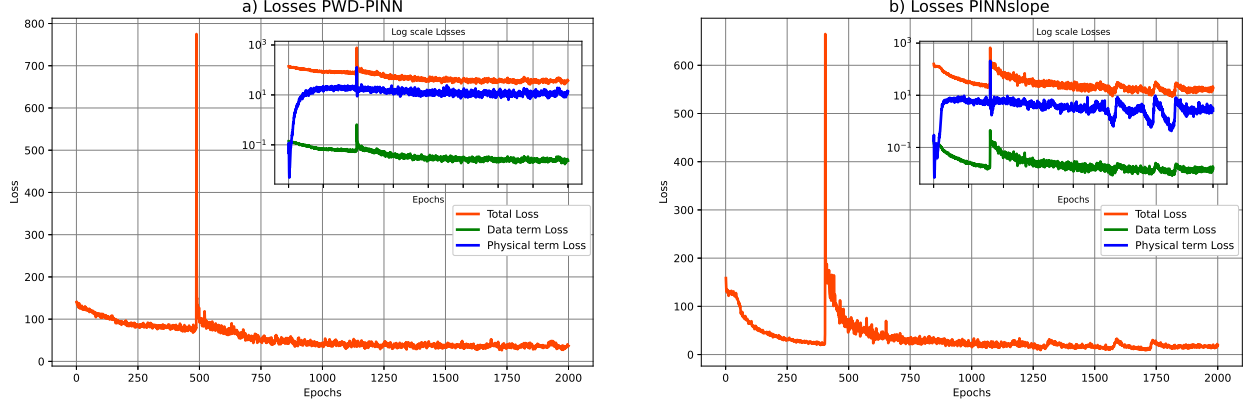 a) Losses PWD-PINN
Loss
800
700
600
500
400
300
200
100
0
0 250 500 750 1000 1250 1500 1750 2000
Epochs
Log scale Losses
10³
10¹
10⁻¹
Epochs
Total Loss
Data term Loss
Physical term Loss
b) Losses PINNslope
Loss
600
500
400
300
200
100
0
0 250 500 750 1000 1250 1500 1750 2000
Epochs
Log scale Losses
10³
10¹
10⁻¹
Epochs
Total Loss
Data term Loss
Physical term Loss